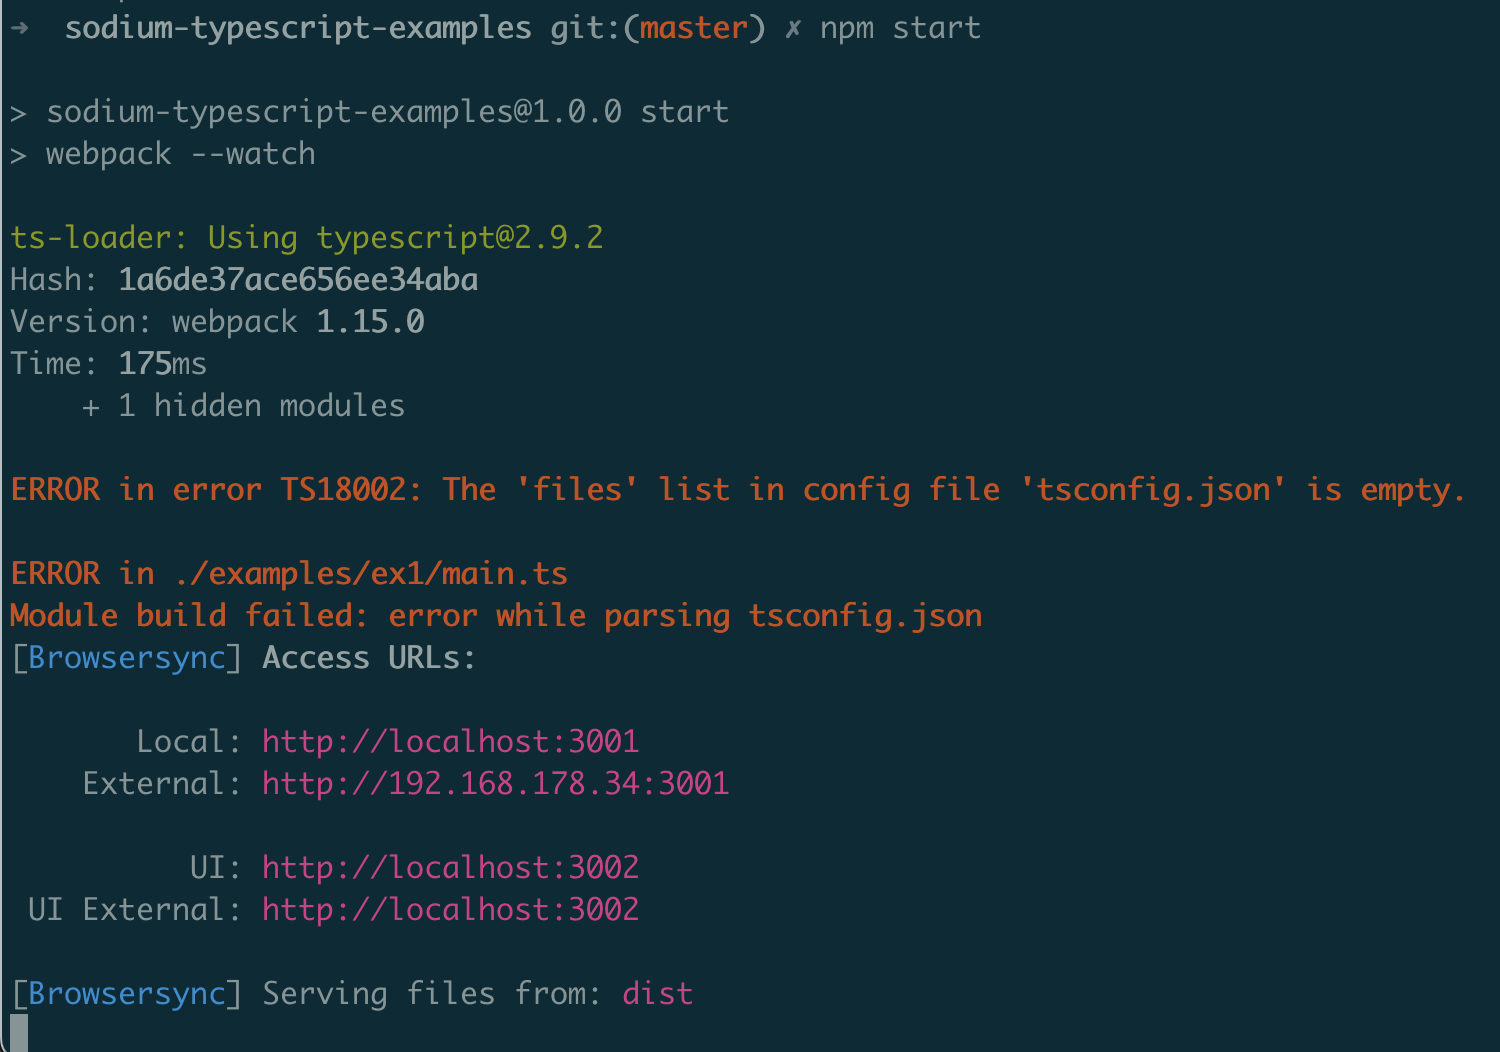 ➜  sodium-typescript-examples git:(master) ✗ npm start
> sodium-typescript-examples@1.0.0 start
> webpack --watch
ts-loader: Using typescript@2.9.2
Hash: 1a6de37ace656ee34aba
Version: webpack 1.15.0
Time: 175ms
    + 1 hidden modules
ERROR in error TS18002: The 'files' list in config file 'tsconfig.json' is empty.
ERROR in ./examples/ex1/main.ts
Module build failed: error while parsing tsconfig.json
[Browsersync] Access URLs:
       Local: http://localhost:3001
    External: http://192.168.178.34:3001
          UI: http://localhost:3002
 UI External: http://localhost:3002
[Browsersync] Serving files from: dist